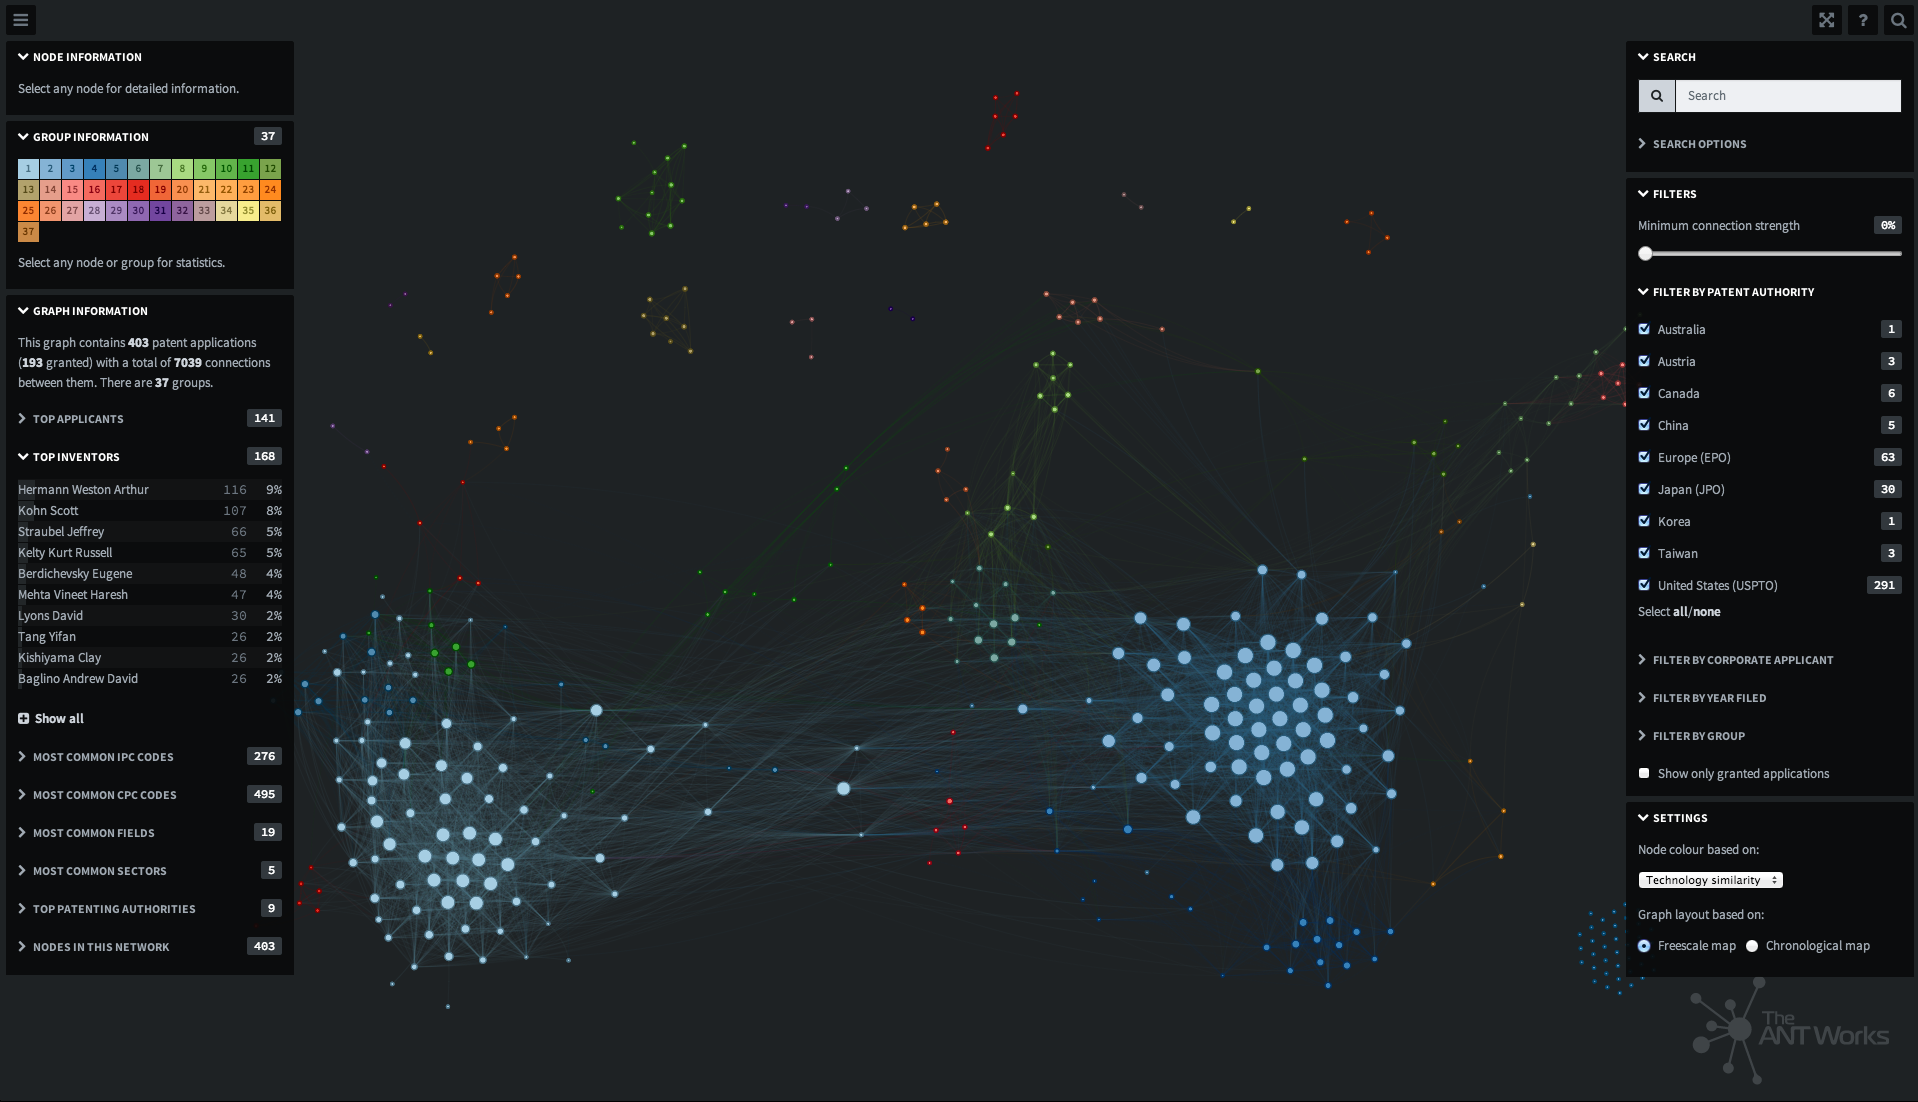 NODE INFORMATION
Select any node for detailed information.
GROUP INFORMATION 37
1 2 3 4 5 6 7 8 9 10 11 12
13 14 15 16 17 18 19 20 21 22 23 24
25 26 27 28 29 30 31 32 33 34 35 36
37
Select any node or group for statistics.
GRAPH INFORMATION
This graph contains 403 patent applications
(193 granted) with a total of 7039 connections
between them. There are 37 groups.
TOP APPLICANTS 141
TOP INVENTORS 168
Hermann Weston Arthur 116 9%
Kohn Scott 107 8%
Straubel Jeffrey 66 5%
Kelty Kurt Russell 65 5%
Berdichevsky Eugene 48 4%
Mehta Vineet Haresh 47 4%
Lyons David 30 2%
Tang Yifan 26 2%
Kishiyama Clay 26 2%
Baglino Andrew David 26 2%
Show all
MOST COMMON IPC CODES 276
MOST COMMON CPC CODES 495
MOST COMMON FIELDS 19
MOST COMMON SECTORS 5
TOP PATENTING AUTHORITIES 9
NODES IN THIS NETWORK 403
?
SEARCH
Search
SEARCH OPTIONS
FILTERS
Minimum connection strength 0%
FILTER BY PATENT AUTHORITY
Australia 1
Austria 3
Canada 6
China 5
Europe (EPO) 63
Japan (JPO) 30
Korea 1
Taiwan 3
United States (USPTO) 291
Select all/none
FILTER BY CORPORATE APPLICANT
FILTER BY YEAR FILED
FILTER BY GROUP
Show only granted applications
SETTINGS
Node colour based on:
Technology similarity
Graph layout based on:
Freescale map Chronological map
The
ANT Works